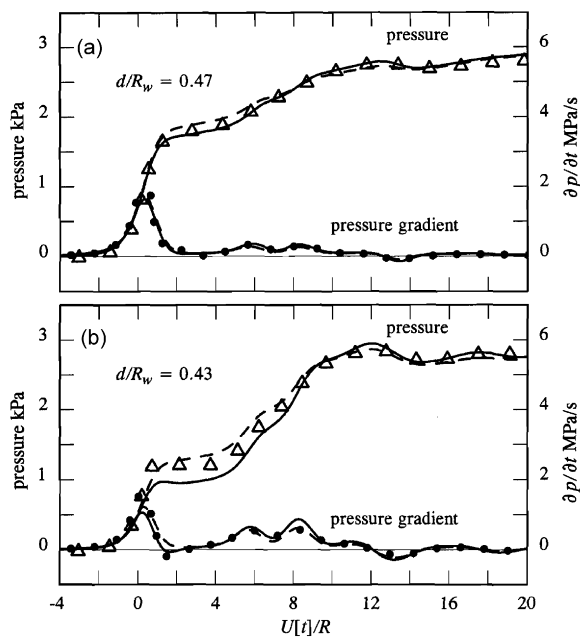 (a)
pressure
d/R_w = 0.47
pressure gradient
3
2
1
0
6
4
2
0
pressure kPa
∂p/∂t MPa/s
(b)
pressure
d/R_w = 0.43
pressure gradient
3
2
1
0
6
4
2
0
pressure kPa
∂p/∂t MPa/s
-4 0 4 8 12 16 20
U[t]/R